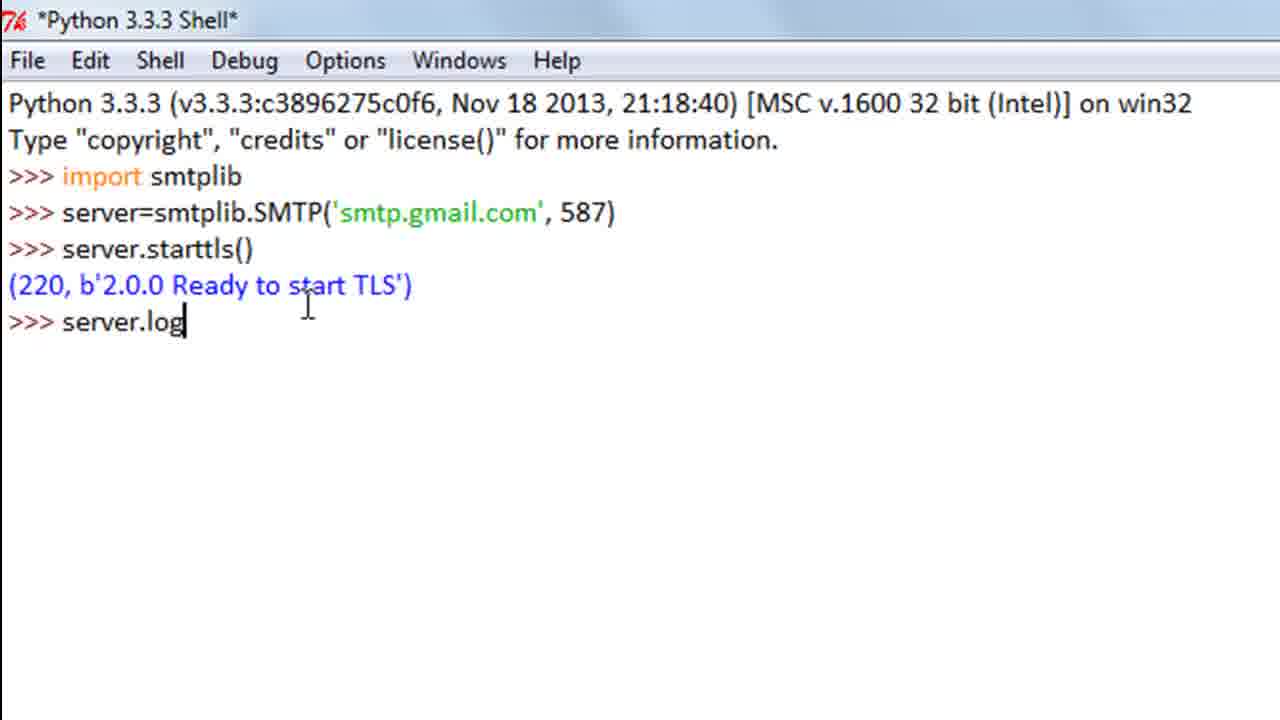 *Python 3.3.3 Shell*
File Edit Shell Debug Options Windows Help
Python 3.3.3 (v3.3.3:c3896275c0f6, Nov 18 2013, 21:18:40) [MSC v.1600 32 bit (Intel)] on win32
Type "copyright", "credits" or "license()" for more information.
>>> import smtplib
>>> server=smtplib.SMTP('smtp.gmail.com', 587)
>>> server.starttls()
(220, b'2.0.0 Ready to start TLS')
>>> server.log